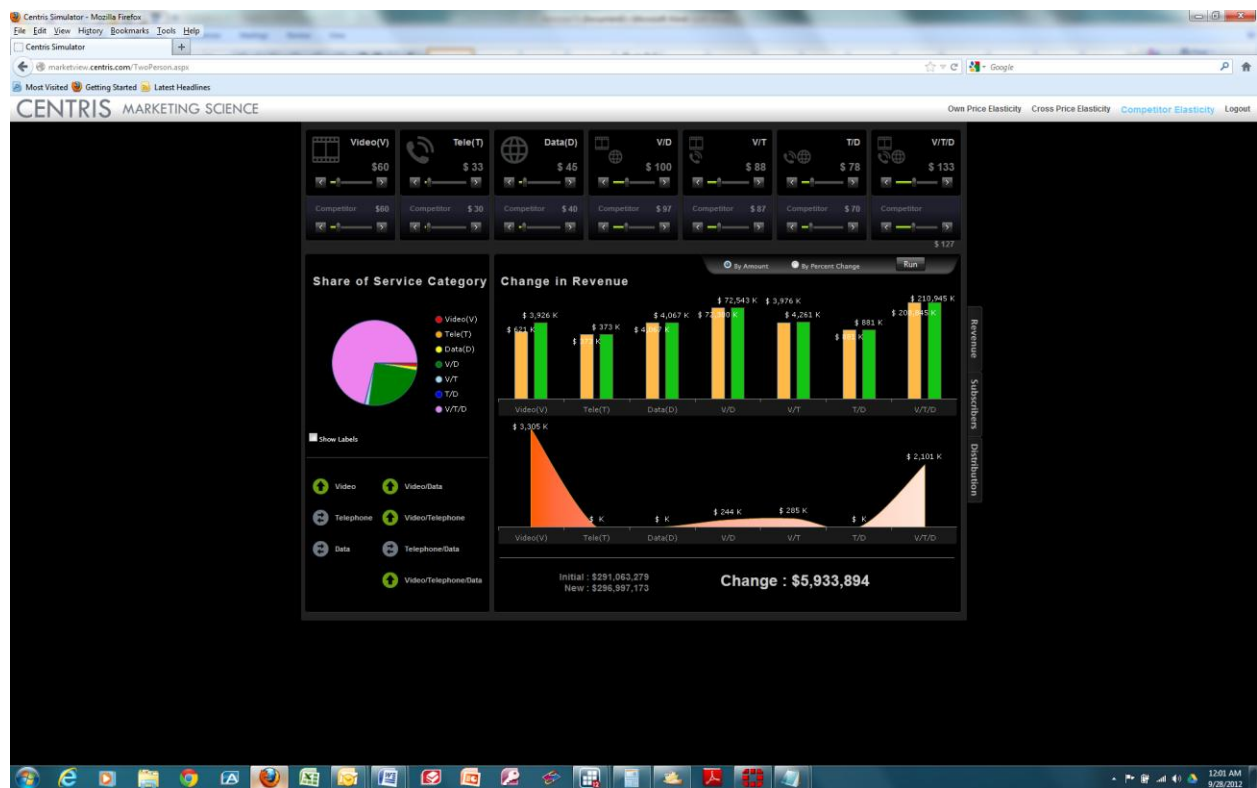 Centris Simulator - Mozilla Firefox
File Edit View History Bookmarks Tools Help
Centris Simulator +
marketview.centris.com/TwoPerson.aspx
Google
Most Visited Getting Started Latest Headlines
CENTRIS MARKETING SCIENCE
Own Price Elasticity Cross Price Elasticity Competitor Elasticity Logout
Video(V) Tele(T) Data(D) V/D V/T T/D V/T/D
$60 $ 33 $ 45 $ 100 $ 88 $ 78 $ 133
Competitor $60 Competitor $ 30 Competitor $ 40 Competitor $ 97 Competitor $ 87 Competitor $ 70 Competitor
$ 127
By Amount By Percent Change Run
Share of Service Category
Video(V)
Tele(T)
Data(D)
V/D
V/T
T/D
V/T/D
Show Labels
Video Video/Data
Telephone Video/Telephone
Data Telephone/Data
Video/Telephone/Data
Change in Revenue
$ 72,543 K $ 3,976 K $ 210,945 K
$ 3,926 K $ 4,067 K $ 4,261 K
$ 621 K $ 373 K $ 881 K
Video(V) Tele(T) Data(D) V/D V/T T/D V/T/D
$ 3,305 K
$ 2,101 K
$ K $ K $ 244 K $ 285 K $ K
Video(V) Tele(T) Data(D) V/D V/T T/D V/T/D
Initial : $291,063,279
New : $296,997,173
Change : $5,933,894
Revenue
Subscribers
Distribution
12:01 AM
9/28/2012